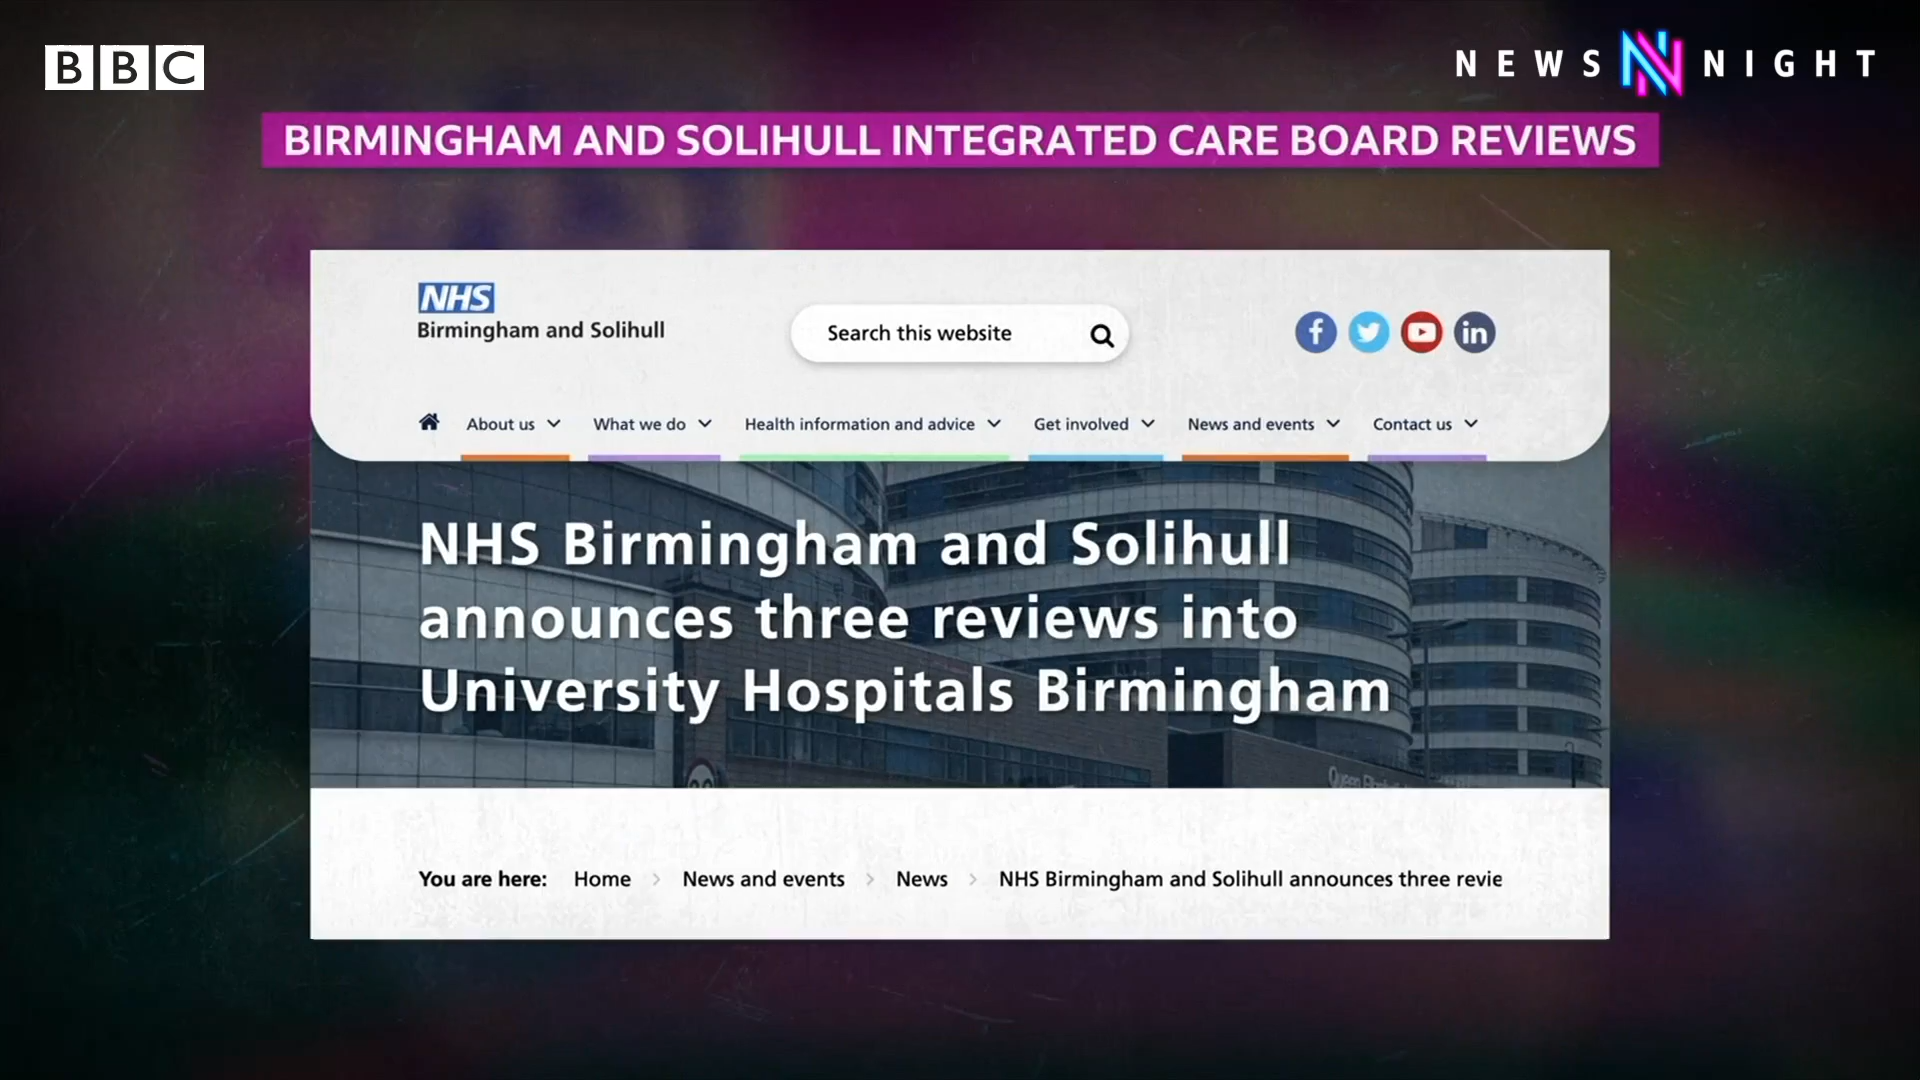 BBC
NEWS NIGHT
BIRMINGHAM AND SOLIHULL INTEGRATED CARE BOARD REVIEWS
NHS
Birmingham and Solihull
Search this website
About us
What we do
Health information and advice
Get involved
News and events
Contact us
NHS Birmingham and Solihull
announces three reviews into
University Hospitals Birmingham
Queen
You are here: Home > News and events > News > NHS Birmingham and Solihull announces three revie